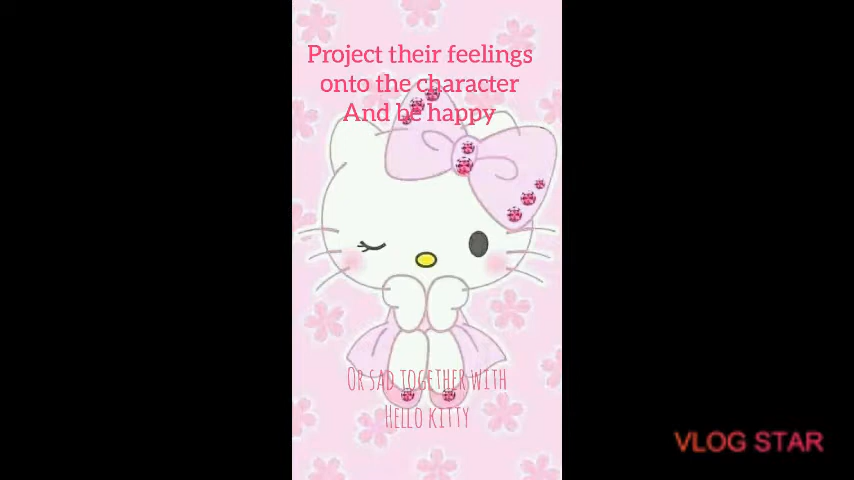 Project their feelings
onto the character
And be happy
Or sad together with
Hello Kitty
VLOG STAR